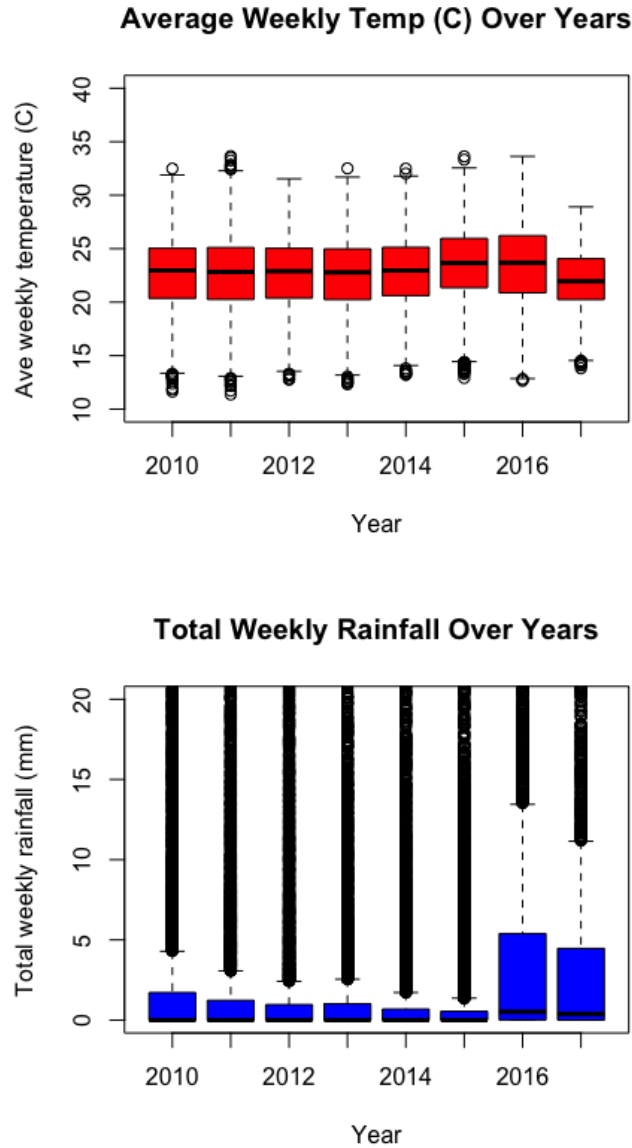 Average Weekly Temp (C) Over Years
Ave weekly temperature (C)
40
35
30
25
20
15
10
2010 2012 2014 2016
Year
Total Weekly Rainfall Over Years
Total weekly rainfall (mm)
20
15
10
5
0
2010 2012 2014 2016
Year